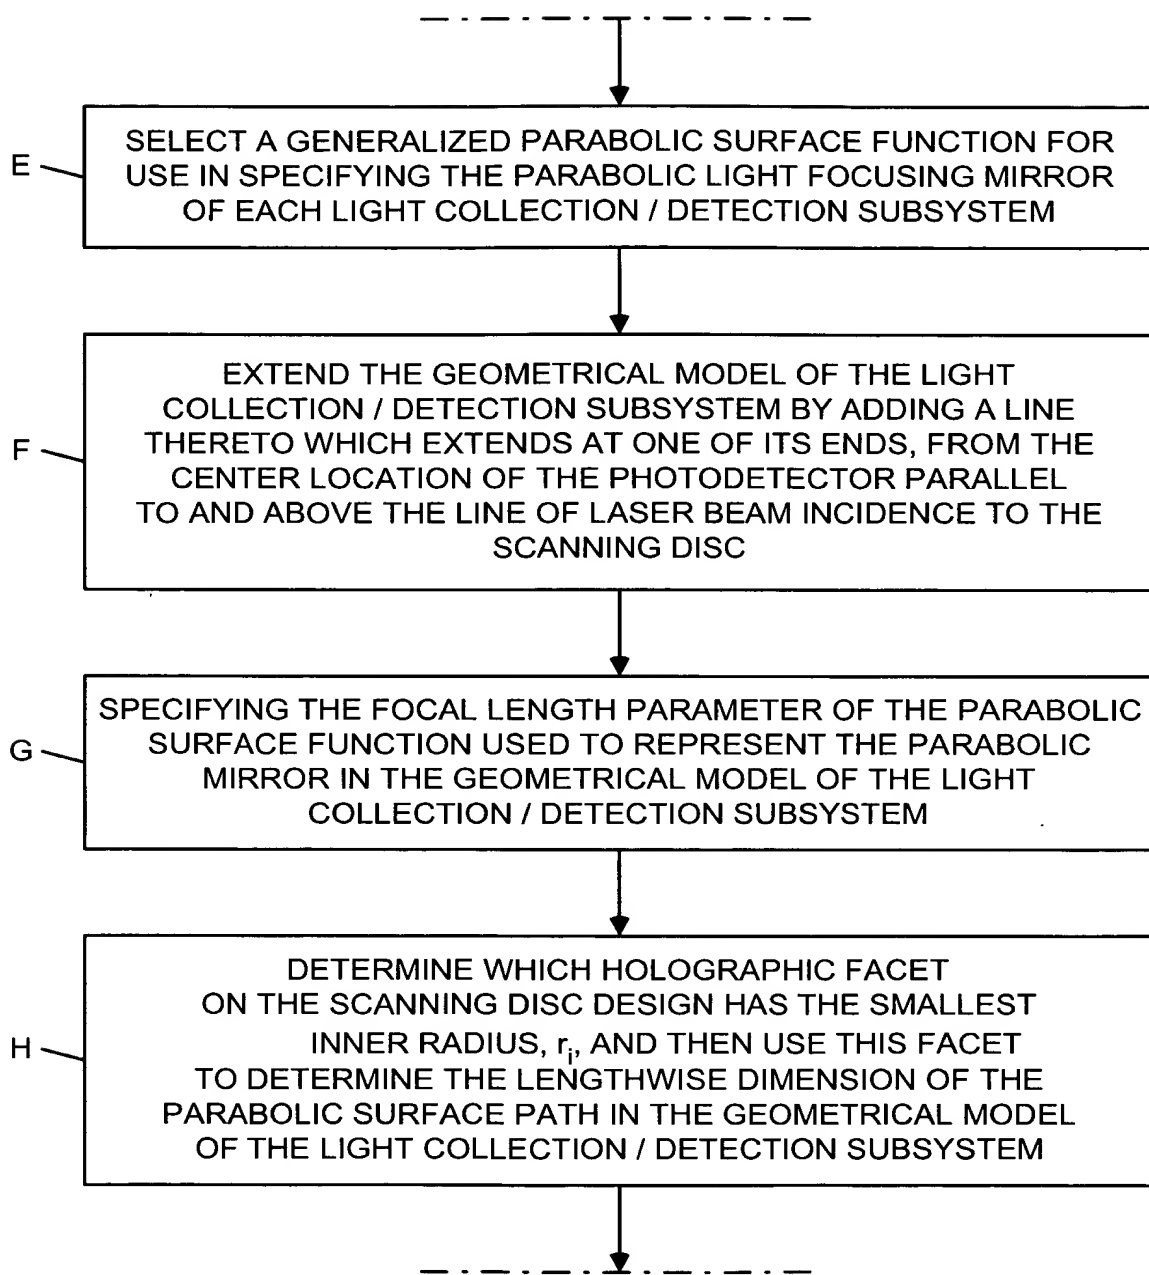 E
SELECT A GENERALIZED PARABOLIC SURFACE FUNCTION FOR
USE IN SPECIFYING THE PARABOLIC LIGHT FOCUSING MIRROR
OF EACH LIGHT COLLECTION / DETECTION SUBSYSTEM
F
EXTEND THE GEOMETRICAL MODEL OF THE LIGHT
COLLECTION / DETECTION SUBSYSTEM BY ADDING A LINE
THERETO WHICH EXTENDS AT ONE OF ITS ENDS, FROM THE
CENTER LOCATION OF THE PHOTODETECTOR PARALLEL
TO AND ABOVE THE LINE OF LASER BEAM INCIDENCE TO THE
SCANNING DISC
G
SPECIFYING THE FOCAL LENGTH PARAMETER OF THE PARABOLIC
SURFACE FUNCTION USED TO REPRESENT THE PARABOLIC
MIRROR IN THE GEOMETRICAL MODEL OF THE LIGHT
COLLECTION / DETECTION SUBSYSTEM
H
DETERMINE WHICH HOLOGRAPHIC FACET
ON THE SCANNING DISC DESIGN HAS THE SMALLEST
INNER RADIUS, ri, AND THEN USE THIS FACET
TO DETERMINE THE LENGTHWISE DIMENSION OF THE
PARABOLIC SURFACE PATH IN THE GEOMETRICAL MODEL
OF THE LIGHT COLLECTION / DETECTION SUBSYSTEM